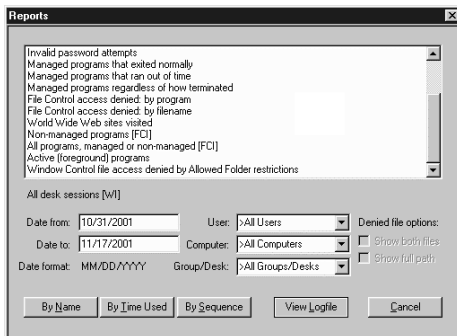 Reports
Invalid password attempts
Managed programs that exited normally
Managed programs that ran out of time
Managed programs regardless of how terminated
File Control access denied: by program
File Control access denied: by filename
World Wide Web sites visited
Non-managed programs [FCI]
All programs, managed or non-managed [FCI]
Active (foreground) programs
Window Control file access denied by Allowed Folder restrictions
All desk sessions [WI]
Date from: 10/31/2001 User: >All Users Denied file options:
Date to: 11/17/2001 Computer: >All Computers Show both files
Date format: MM/DD/YYYY Group/Desk: >All Groups/Desks Show full path
By Name By Time Used By Sequence View Logfile Cancel